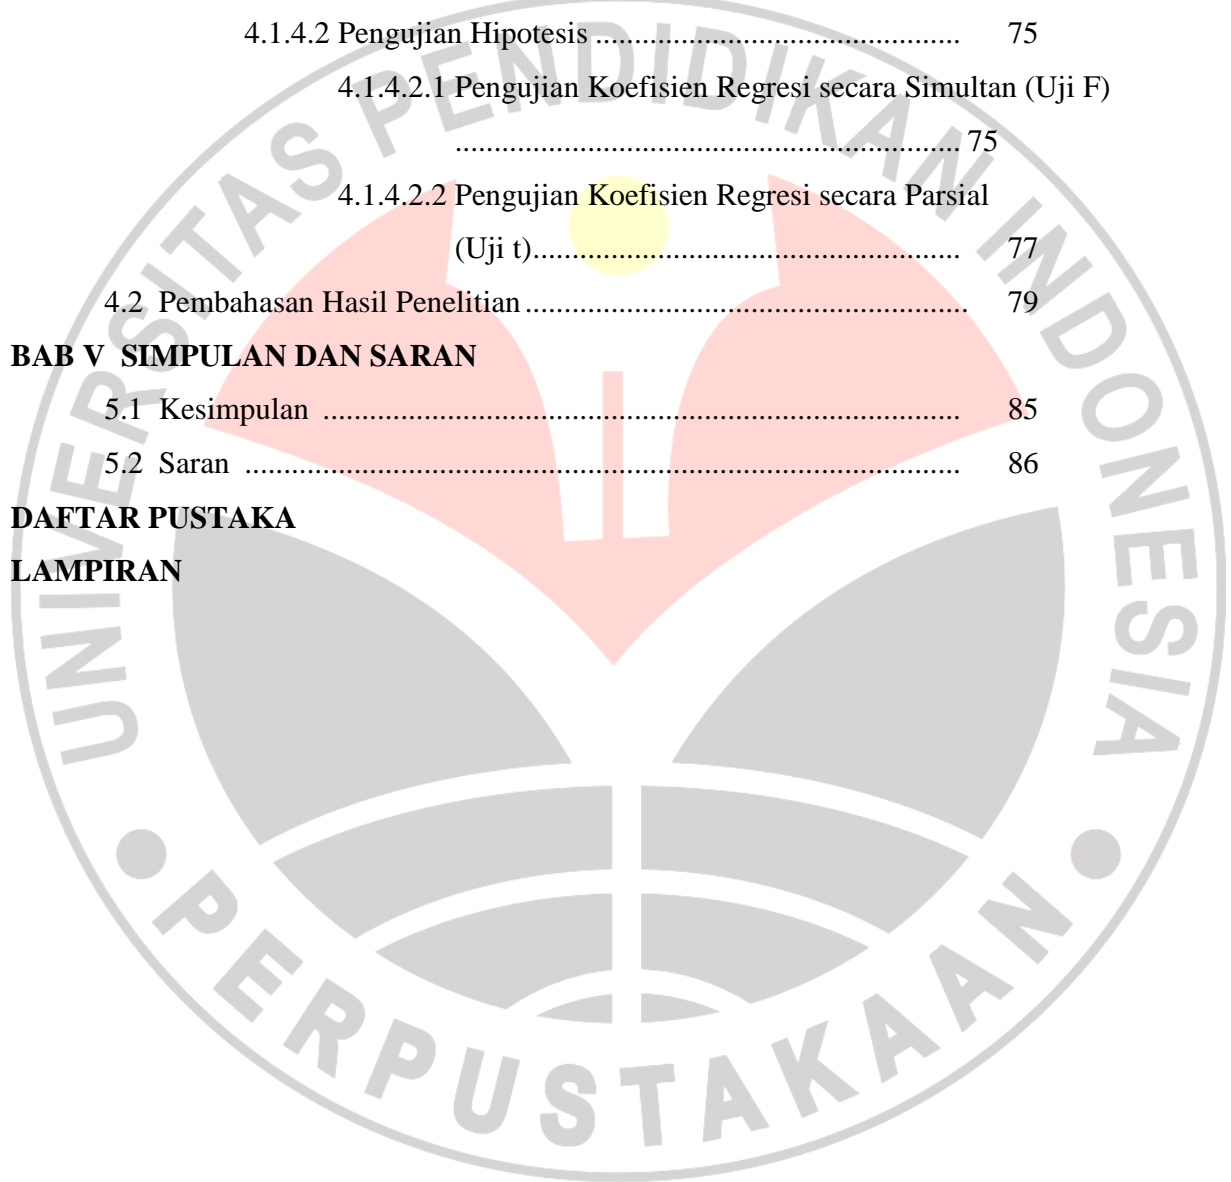 4.1.4.2 Pengujian Hipotesis ............................................... 75
4.1.4.2.1 Pengujian Koefisien Regresi secara Simultan (Uji F)
................................................................. 75
4.1.4.2.2 Pengujian Koefisien Regresi secara Parsial
(Uji t)....................................................... 77
4.2 Pembahasan Hasil Penelitian ......................................................... 79
BAB V SIMPULAN DAN SARAN
5.1 Kesimpulan .................................................................................. 85
5.2 Saran ............................................................................................ 86
DAFTAR PUSTAKA
LAMPIRAN
UNIVERSITAS PENDIDIKAN INDONESIA
PERPUSTAKAAN